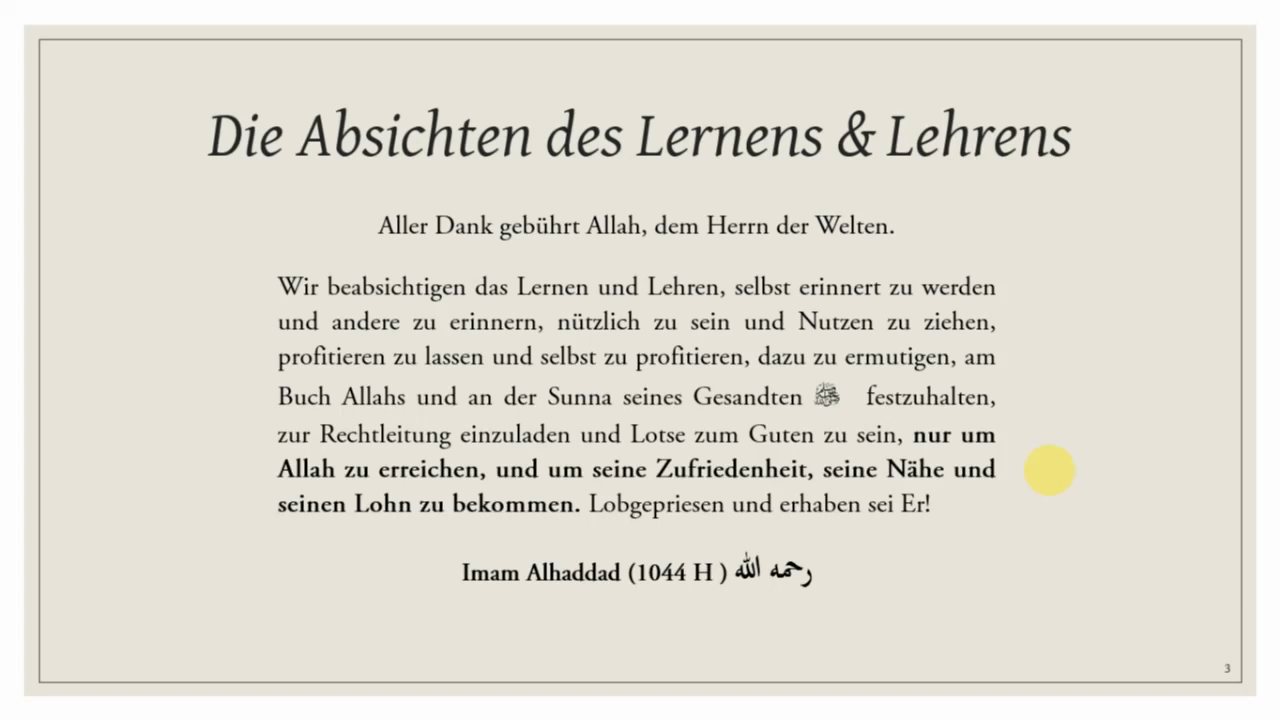 Die Absichten des Lernens & Lehrens
Aller Dank gebührt Allah, dem Herrn der Welten.
Wir beabsichtigen das Lernen und Lehren, selbst erinnert zu werden
und andere zu erinnern, nützlich zu sein und Nutzen zu ziehen,
profitieren zu lassen und selbst zu profitieren, dazu zu ermutigen, am
Buch Allahs und an der Sunna seines Gesandten ﷺ festzuhalten,
zur Rechtleitung einzuladen und Lotse zum Guten zu sein, nur um
Allah zu erreichen, und um seine Zufriedenheit, seine Nähe und
seinen Lohn zu bekommen. Lobgepriesen und erhaben sei Er!
Imam Alhaddad (1044 H ) رحمه الله
3